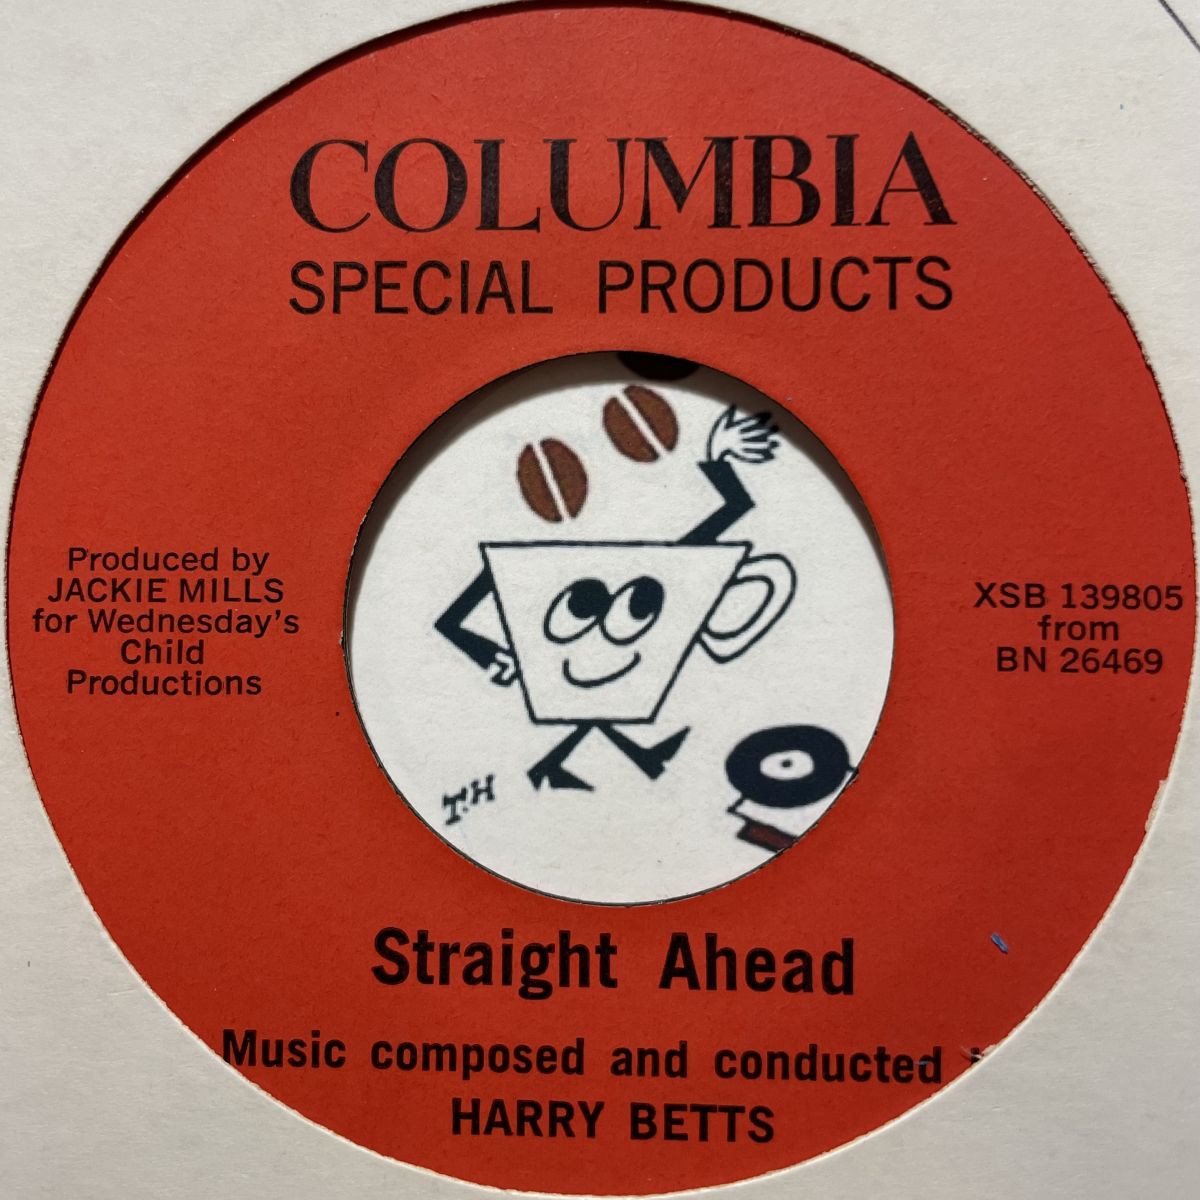 COLUMBIA
SPECIAL PRODUCTS
Produced by
JACKIE MILLS
for Wednesday's
Child
Productions
XSB 139805
from
BN 26469
T.H
Straight Ahead
Music composed and conducted
HARRY BETTS